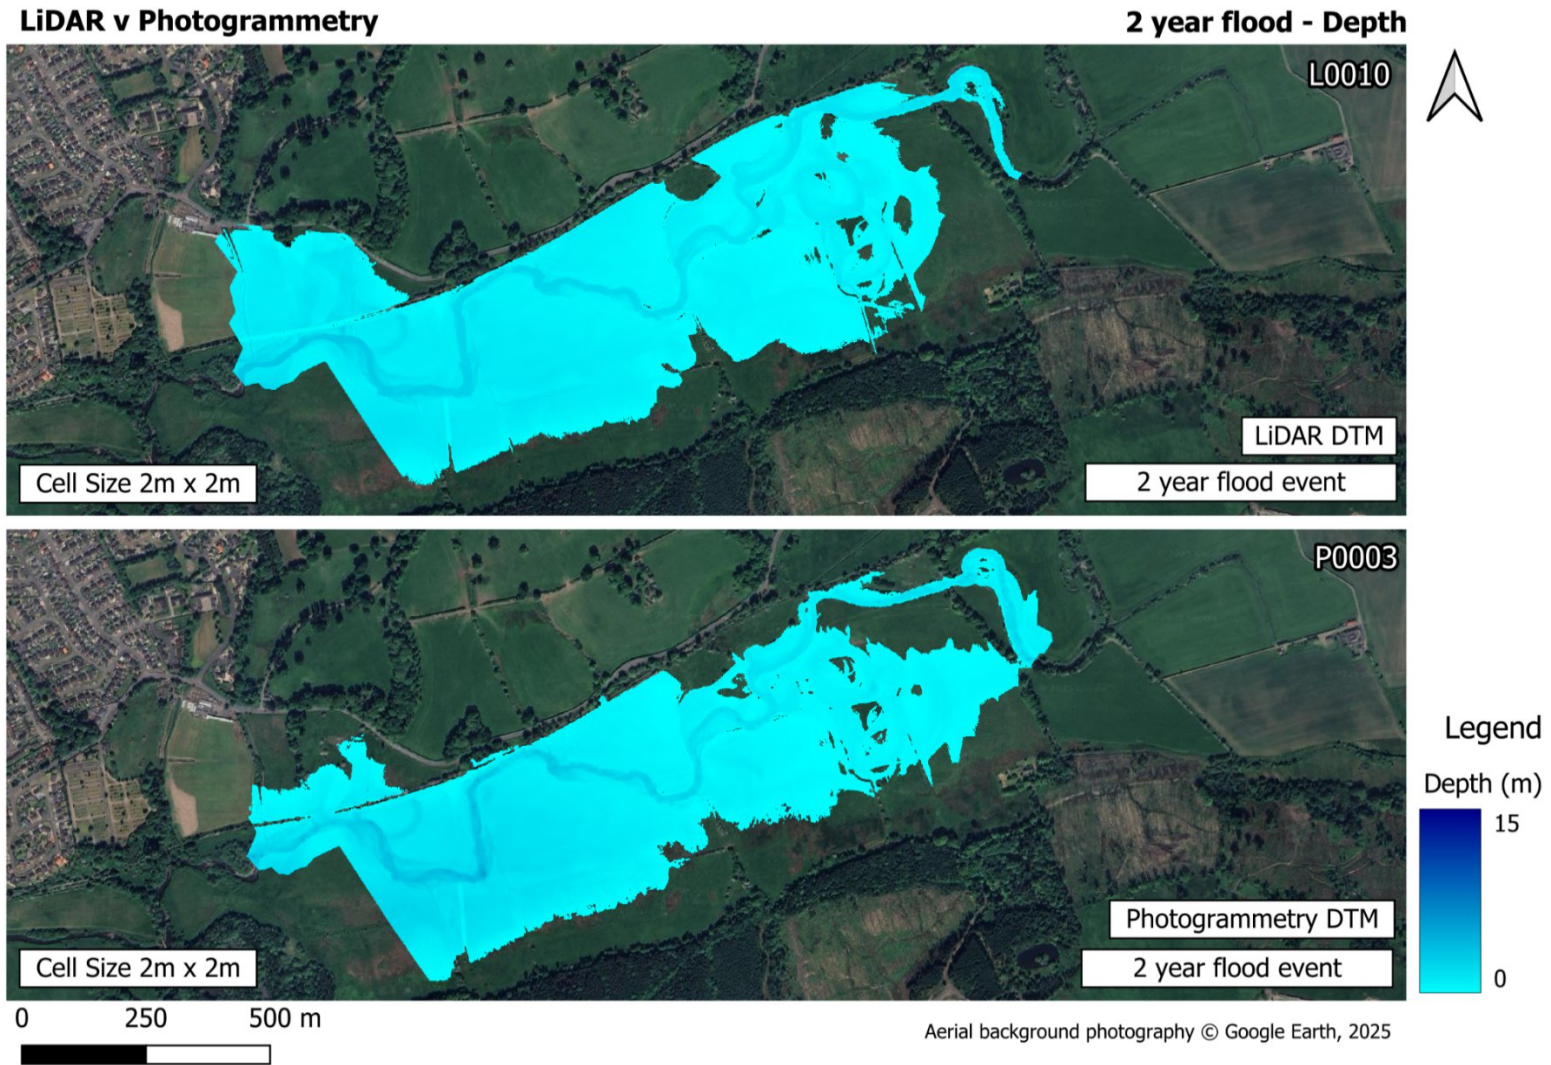 LiDAR v Photogrammetry
2 year flood - Depth
L0010
LiDAR DTM
Cell Size 2m x 2m
2 year flood event
P0003
Legend
Depth (m)
15
0
Photogrammetry DTM
Cell Size 2m x 2m
2 year flood event
0 250 500 m
Aerial background photography © Google Earth, 2025